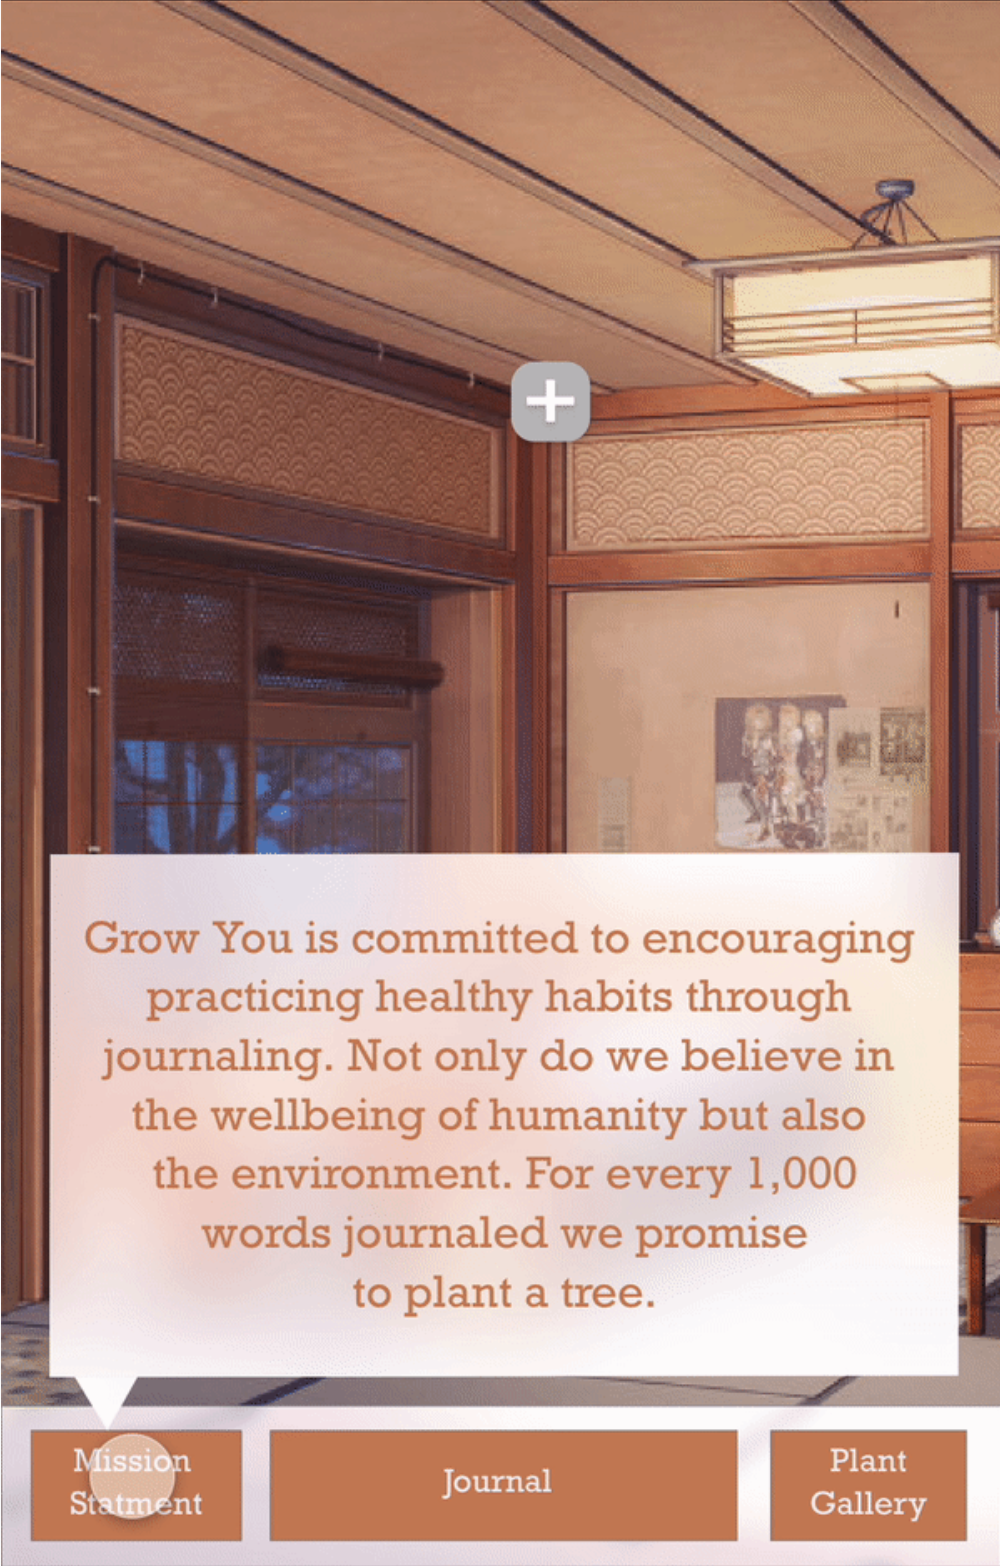 Grow You is committed to encouraging
practicing healthy habits through
journaling. Not only do we believe in
the wellbeing of humanity but also
the environment. For every 1,000
words journaled we promise
to plant a tree.
Mission
Statment
Journal
Plant
Gallery